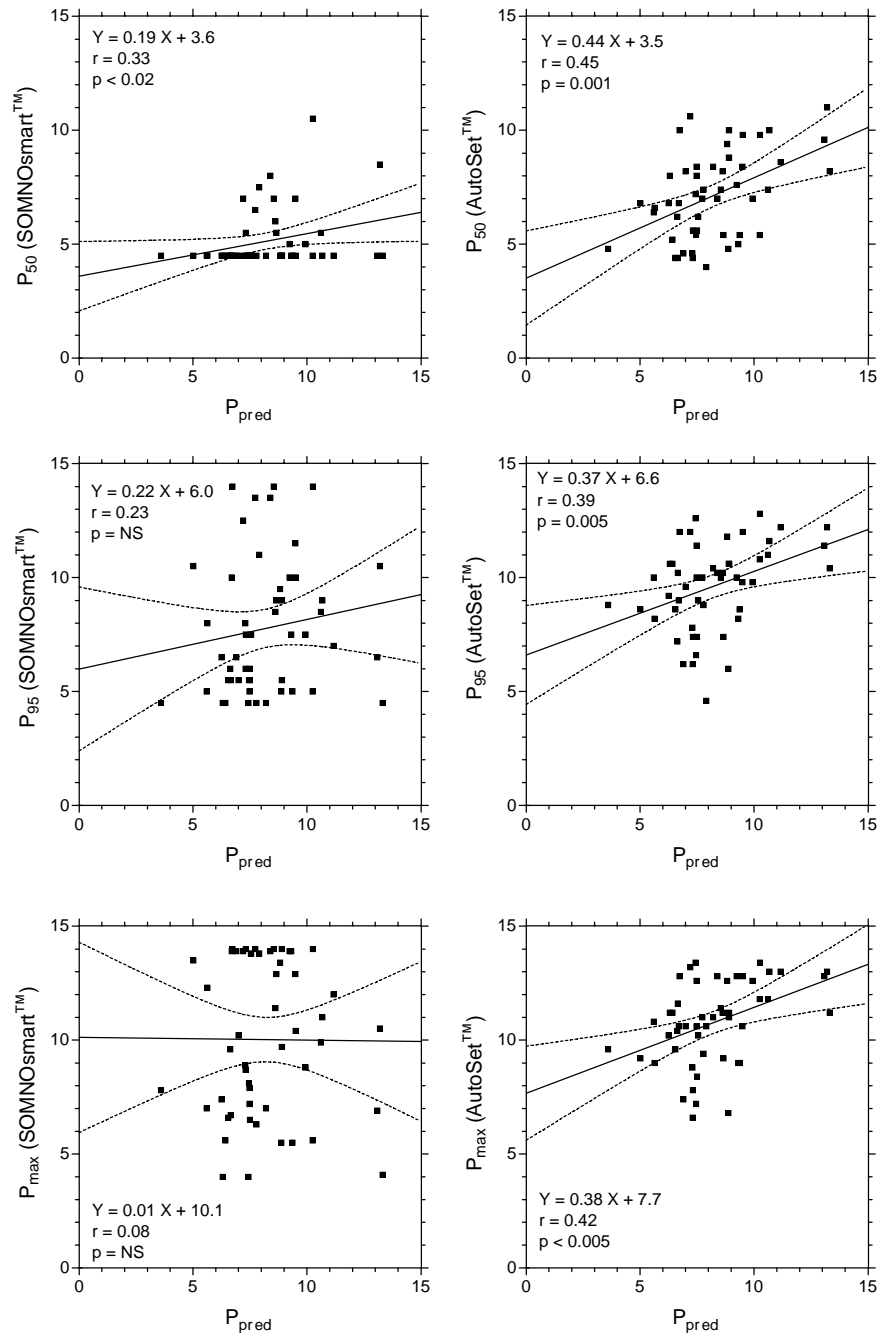 Y = 0.19 X + 3.6
r = 0.33
p < 0.02
15
10
5
0
0 5 10 15
P50 (SOMNOsmart™)
Ppred
Y = 0.44 X + 3.5
r = 0.45
p = 0.001
15
10
5
0
0 5 10 15
P50 (AutoSet™)
Ppred
Y = 0.22 X + 6.0
r = 0.23
p = NS
15
10
5
0
0 5 10 15
P95 (SOMNOsmart™)
Ppred
Y = 0.37 X + 6.6
r = 0.39
p = 0.005
15
10
5
0
0 5 10 15
P95 (AutoSet™)
Ppred
15
10
5
0
Y = 0.01 X + 10.1
r = 0.08
p = NS
0 5 10 15
Pmax (SOMNOsmart™)
Ppred
15
10
5
0
Y = 0.38 X + 7.7
r = 0.42
p < 0.005
0 5 10 15
Pmax (AutoSet™)
Ppred